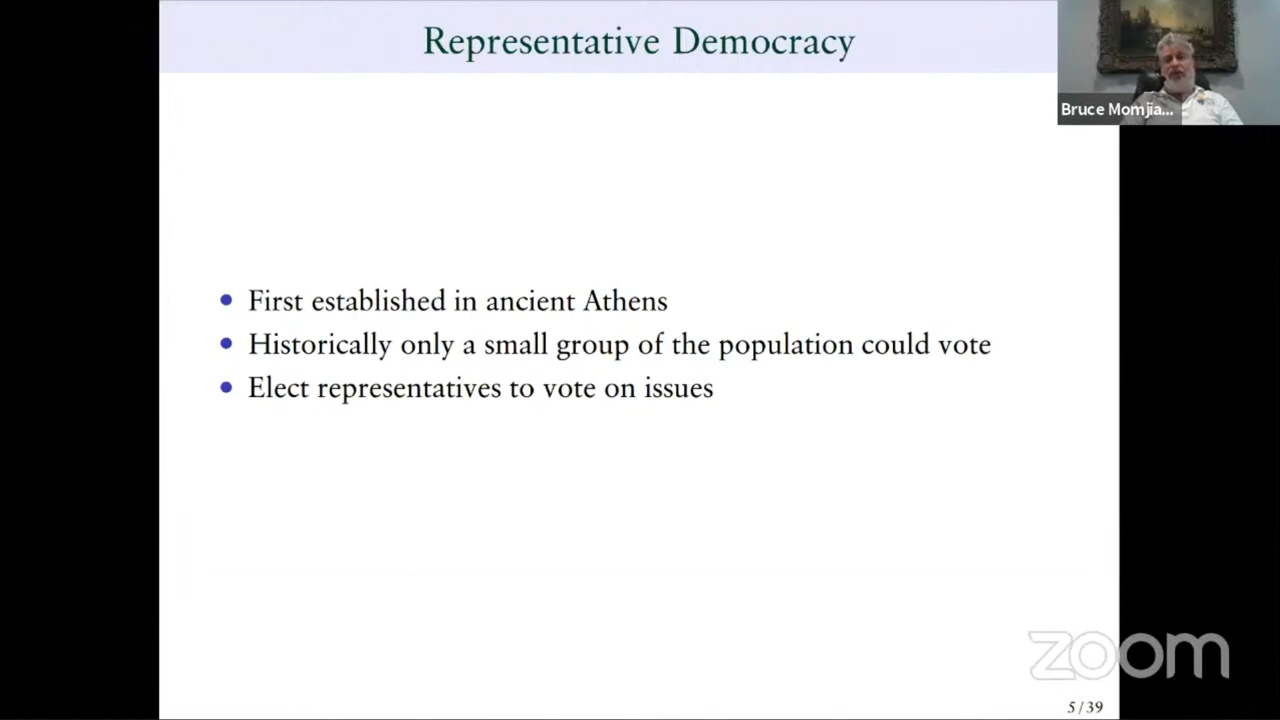 Representative Democracy
Bruce Momjia...
• First established in ancient Athens
• Historically only a small group of the population could vote
• Elect representatives to vote on issues
zoom
5 / 39